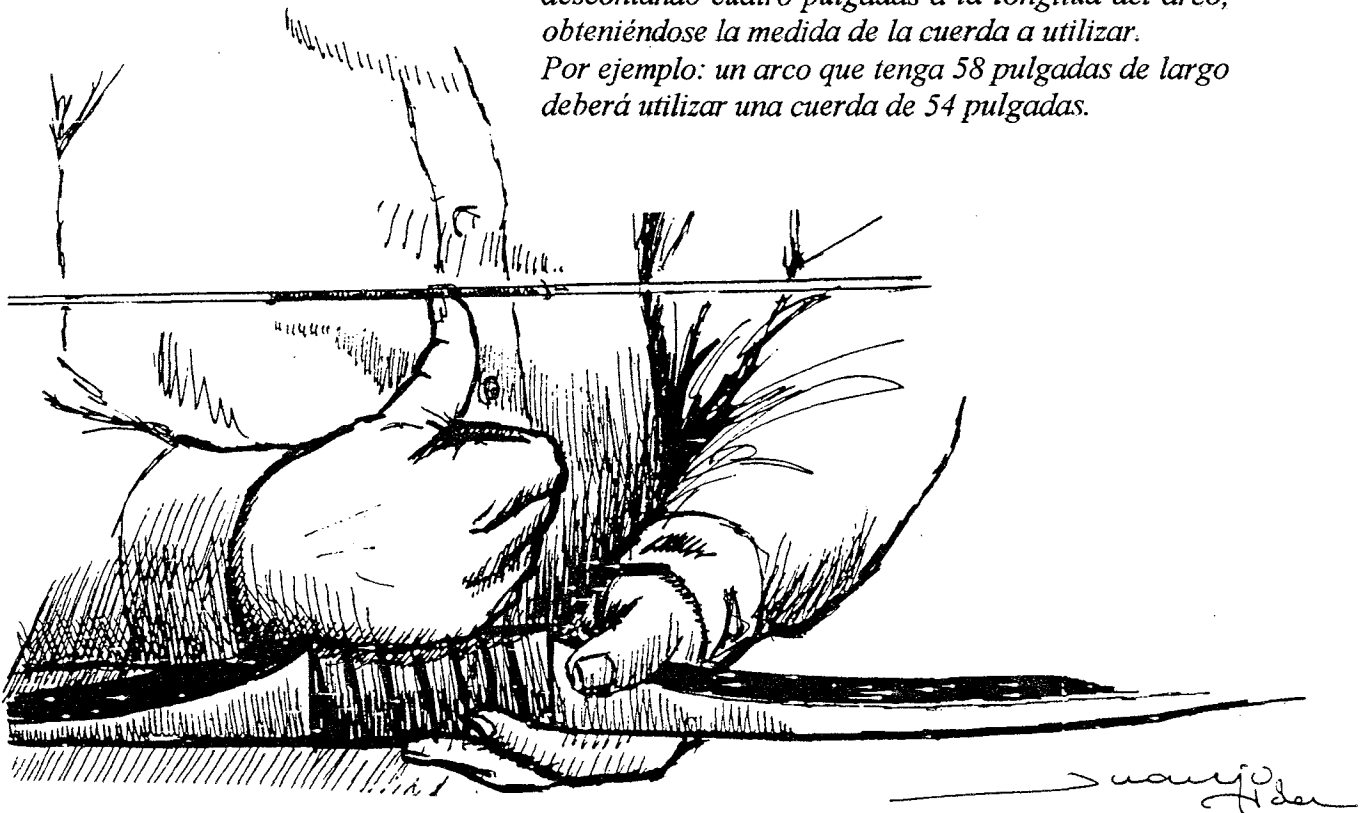 descontando cuatro pulgadas a la longitud del arco,
obteniéndose la medida de la cuerda a utilizar.
Por ejemplo: un arco que tenga 58 pulgadas de largo
deberá utilizar una cuerda de 54 pulgadas.